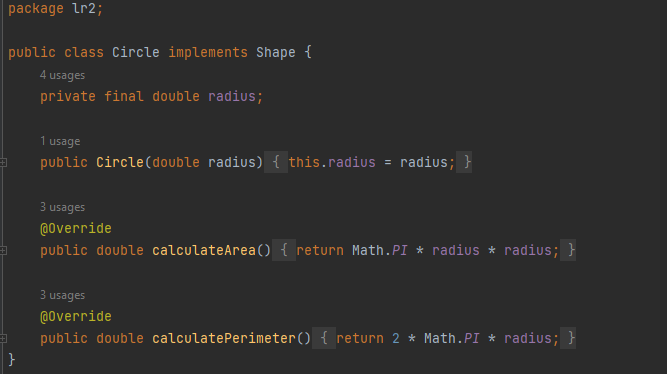 package lr2;
public class Circle implements Shape {
4 usages
private final double radius;
1 usage
public Circle(double radius) { this.radius = radius; }
3 usages
@Override
public double calculateArea() { return Math.PI * radius * radius; }
3 usages
@Override
public double calculatePerimeter() { return 2 * Math.PI * radius; }
}